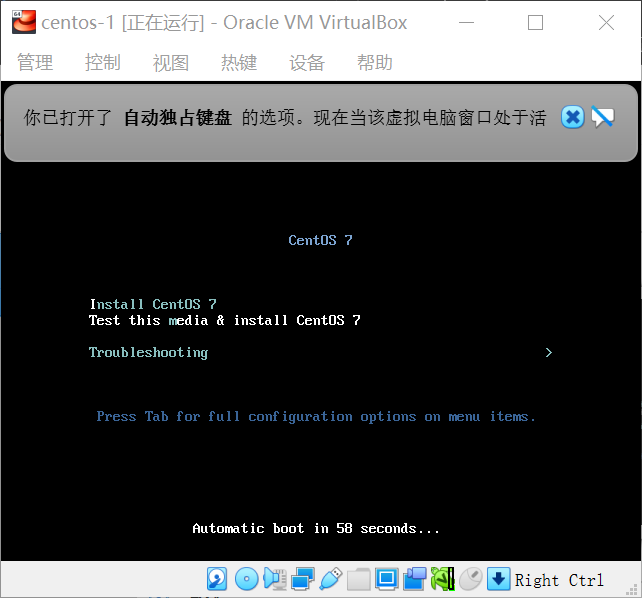 centos-1 [正在运行] - Oracle VM VirtualBox
管理 控制 视图 热键 设备 帮助
你已打开了 自动独占键盘 的选项。现在当该虚拟电脑窗口处于活
CentOS 7
Install CentOS 7
Test this media & install CentOS 7
Troubleshooting >
Press Tab for full configuration options on menu items.
Automatic boot in 58 seconds...
Right Ctrl